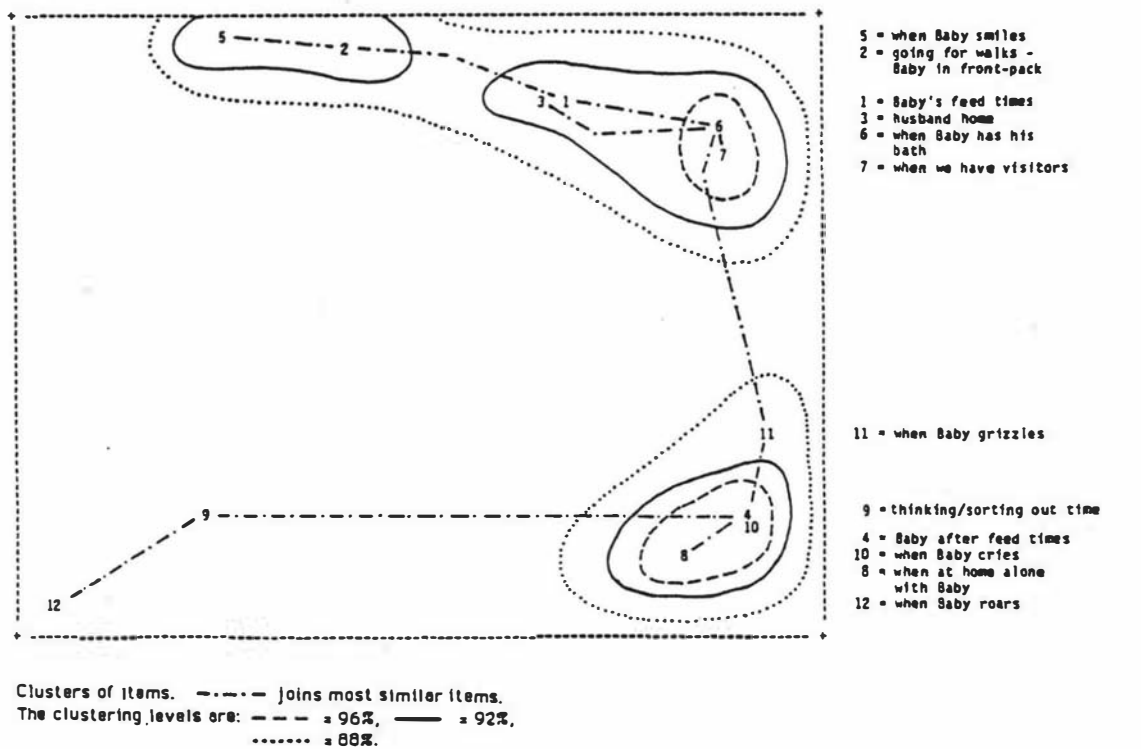 5 = when Baby smiles
2 = going for walks -
Baby in front-pack
1 = Baby's feed times
3 = husband home
6 = when Baby has his
bath
7 = when we have visitors
11 = when Baby grizzles
9 = thinking/sorting out time
4 = Baby after feed times
10 = when Baby cries
8 = when at home alone
with Baby
12 = when Baby roars
5
2
3
1
6
7
11
9
4
10
8
12
Clusters of items. joins most similar items.
The clustering levels are: = 96%, = 92%,
= 88%.